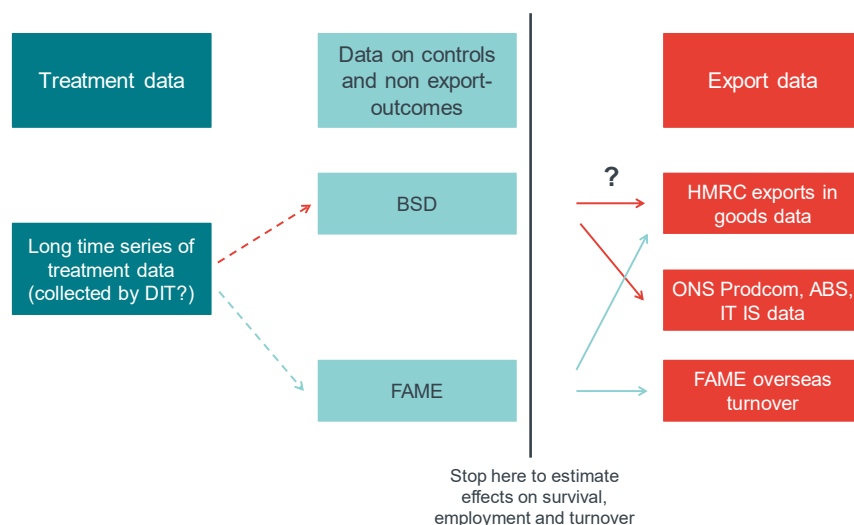 Treatment data
Data on controls
and non export-
outcomes
Export data
?
BSD
HMRC exports in
goods data
Long time series of
treatment data
(collected by DIT?)
ONS Prodcom, ABS,
IT IS data
FAME
FAME overseas
turnover
Stop here to estimate
effects on survival,
employment and turnover